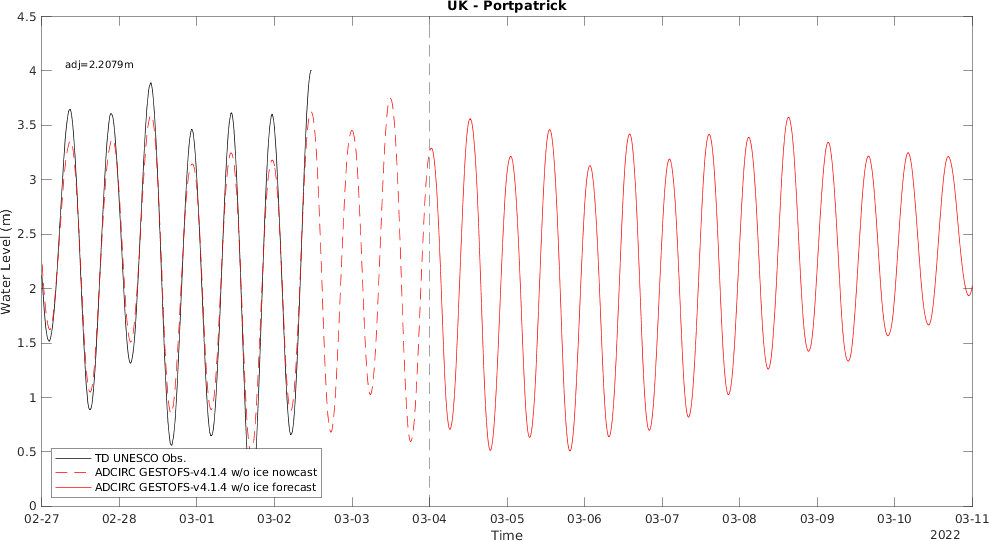 UK - Portpatrick
4.5
4
3.5
3
2.5
2
1.5
1
0.5
0
Water Level (m)
adj=2.2079m
TD UNESCO Obs.
ADCIRC GESTOFS-v4.1.4 w/o ice nowcast
ADCIRC GESTOFS-v4.1.4 w/o ice forecast
02-27 02-28 03-01 03-02 03-03 03-04 03-05 03-06 03-07 03-08 03-09 03-10 03-11
Time
2022